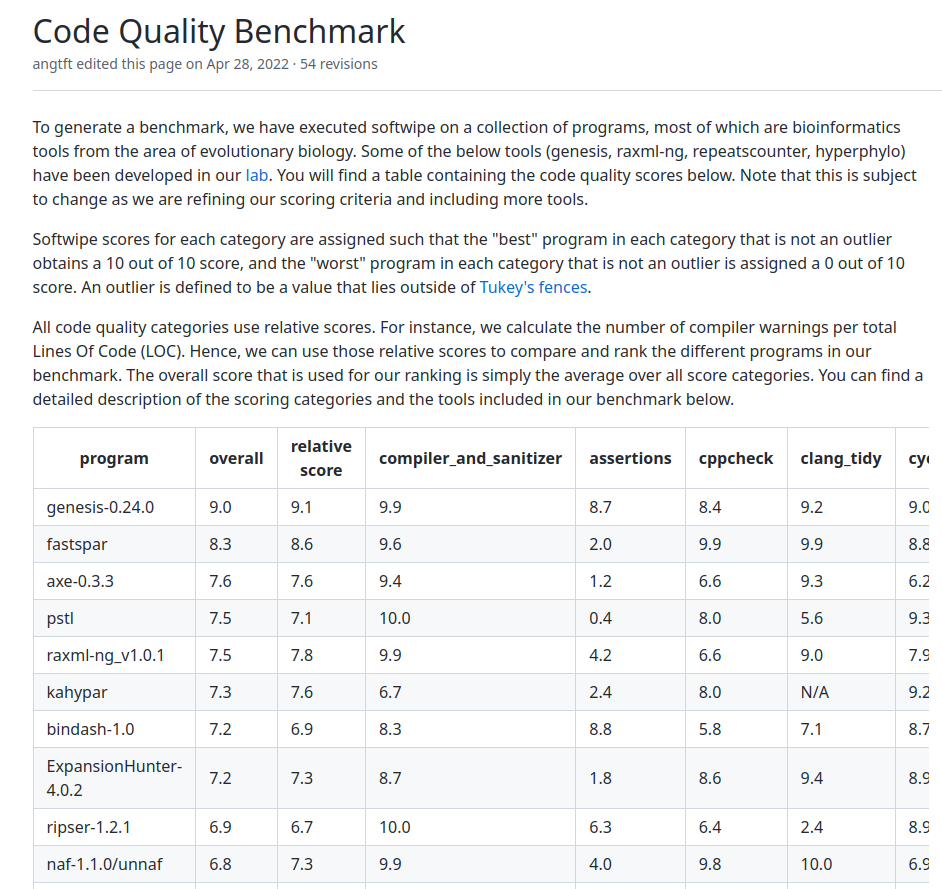 Code Quality Benchmark
angtft edited this page on Apr 28, 2022 · 54 revisions
To generate a benchmark, we have executed softwipe on a collection of programs, most of which are bioinformatics
tools from the area of evolutionary biology. Some of the below tools (genesis, raxml-ng, repeatscounter, hyperphylo)
have been developed in our lab. You will find a table containing the code quality scores below. Note that this is subject
to change as we are refining our scoring criteria and including more tools.
Softwipe scores for each category are assigned such that the "best" program in each category that is not an outlier
obtains a 10 out of 10 score, and the "worst" program in each category that is not an outlier is assigned a 0 out of 10
score. An outlier is defined to be a value that lies outside of Tukey's fences.
All code quality categories use relative scores. For instance, we calculate the number of compiler warnings per total
Lines Of Code (LOC). Hence, we can use those relative scores to compare and rank the different programs in our
benchmark. The overall score that is used for our ranking is simply the average over all score categories. You can find a
detailed description of the scoring categories and the tools included in our benchmark below.
program overall relative score compiler_and_sanitizer assertions cppcheck clang_tidy
genesis-0.24.0 9.0 9.1 9.9 8.7 8.4 9.2 9.0
fastspar 8.3 8.6 9.6 2.0 9.9 9.9 8.8
axe-0.3.3 7.6 7.6 9.4 1.2 6.6 9.3 6.2
pstl 7.5 7.1 10.0 0.4 8.0 5.6 9.3
raxml-ng_v1.0.1 7.5 7.8 9.9 4.2 6.6 9.0 7.9
kahypar 7.3 7.6 6.7 2.4 8.0 N/A 9.2
bindash-1.0 7.2 6.9 8.3 8.8 5.8 7.1 8.7
ExpansionHunter-
4.0.2 7.2 7.3 8.7 1.8 8.6 9.4 8.9
ripser-1.2.1 6.9 6.7 10.0 6.3 6.4 2.4 8.9
naf-1.1.0/unnaf 6.8 7.3 9.9 4.0 9.8 10.0 6.9